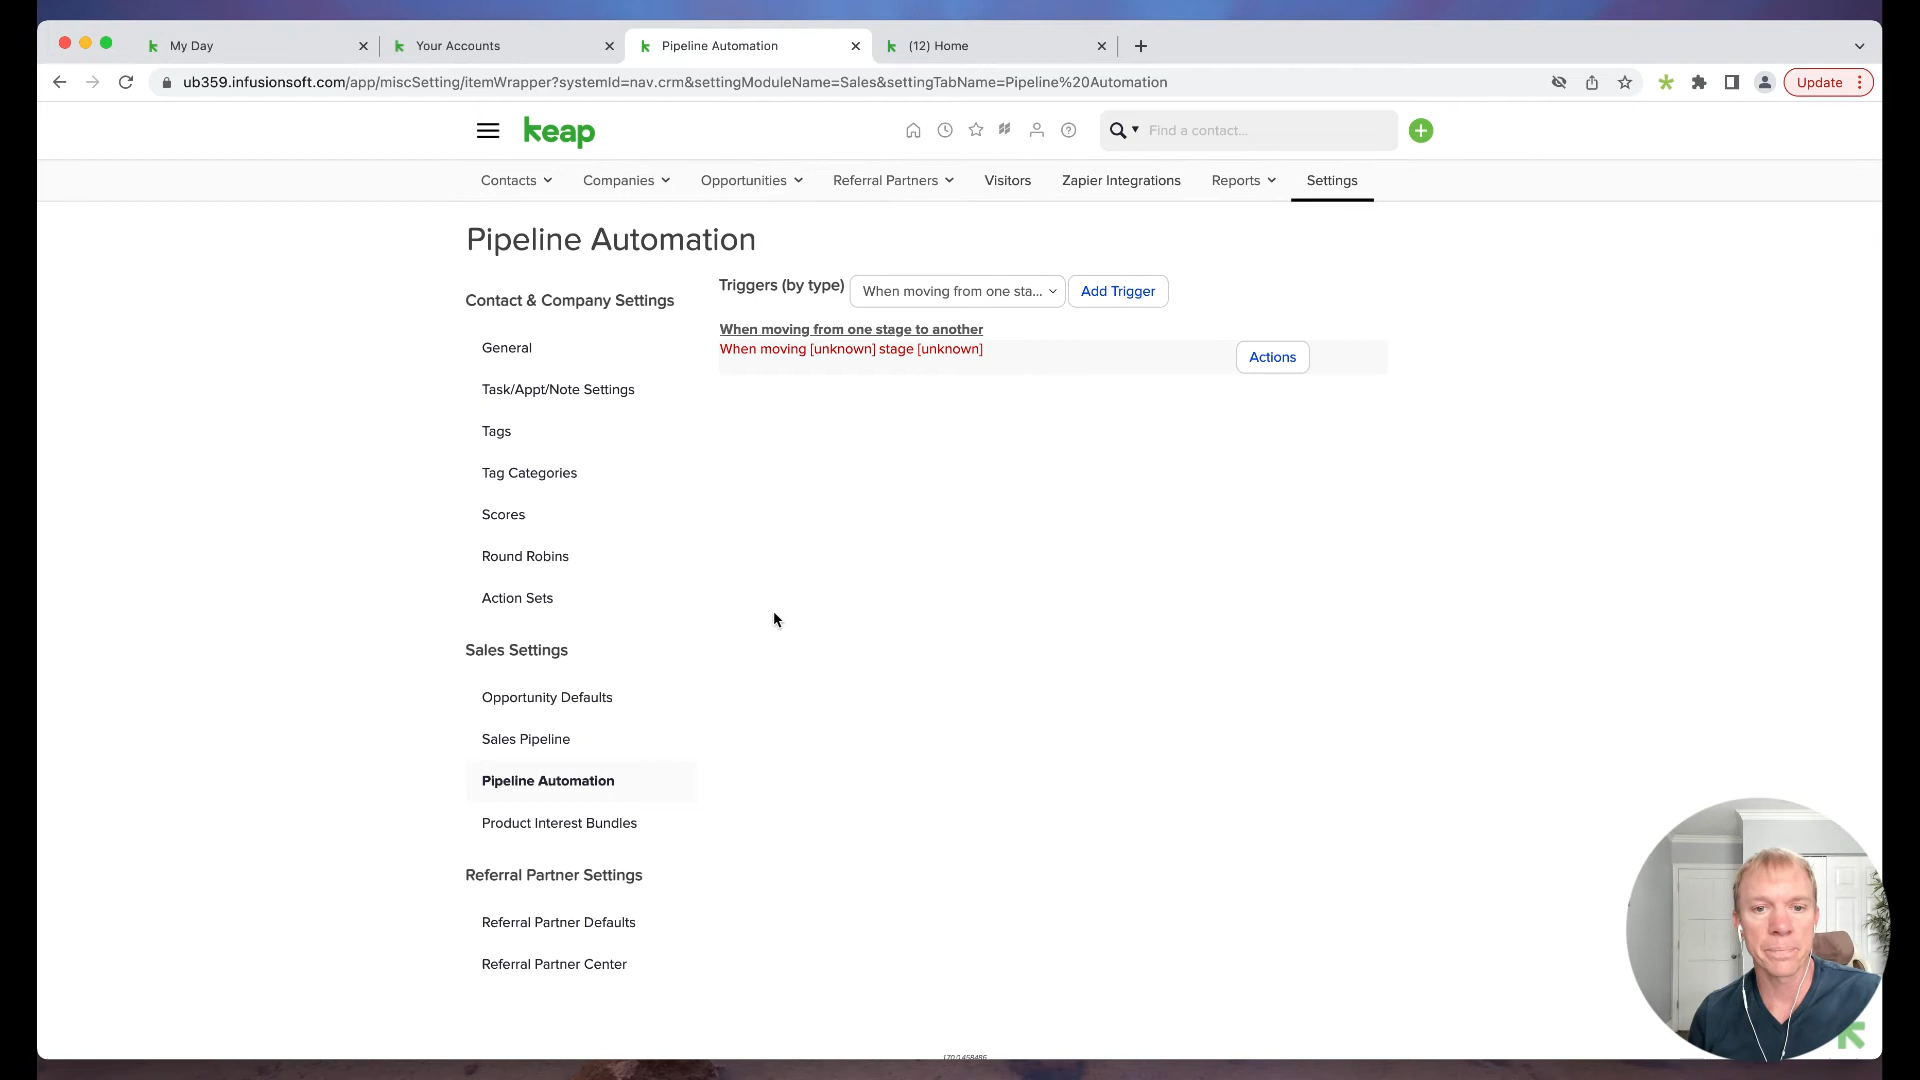 My Day
Your Accounts
Pipeline Automation
(12) Home
ub359.infusionsoft.com/app/miscSetting/itemWrapper?systemId=nav.crm&settingModuleName=Sales&settingTabName=Pipeline%20Automation
Update
keap
Find a contact...
Contacts
Companies
Opportunities
Referral Partners
Visitors
Zapier Integrations
Reports
Settings
Pipeline Automation
Triggers (by type)
When moving from one sta...
Add Trigger
When moving from one stage to another
When moving [unknown] stage [unknown]
Actions
Contact & Company Settings
General
Task/Appt/Note Settings
Tags
Tag Categories
Scores
Round Robins
Action Sets
Sales Settings
Opportunity Defaults
Sales Pipeline
Pipeline Automation
Product Interest Bundles
Referral Partner Settings
Referral Partner Defaults
Referral Partner Center